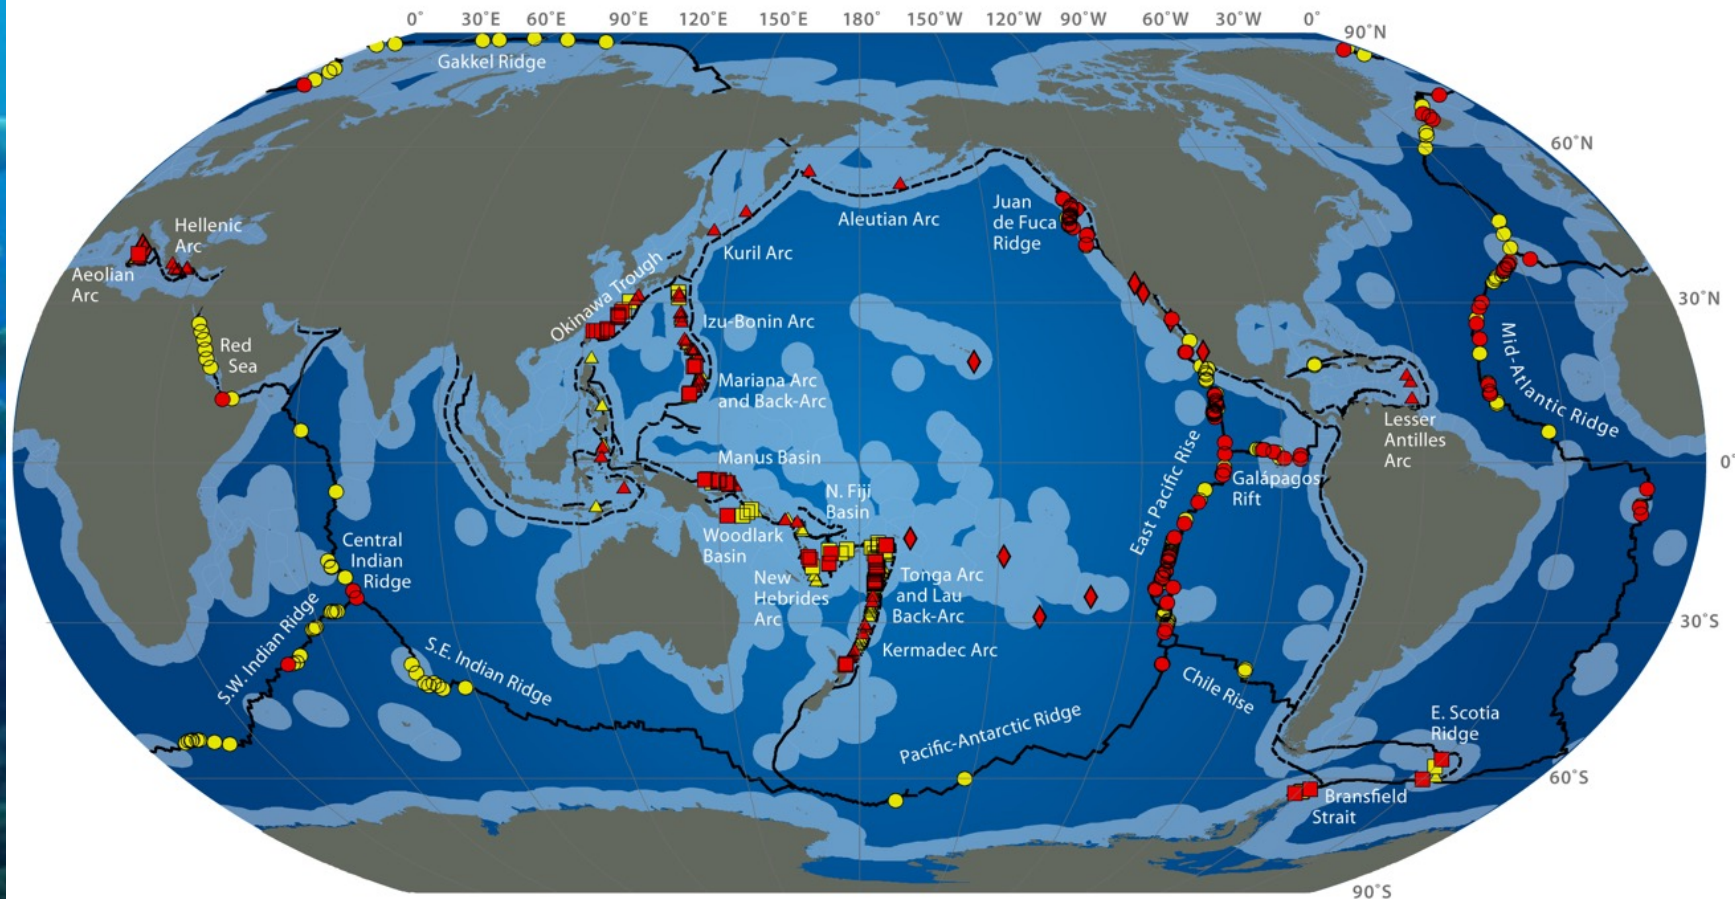 0˚ 30˚E 60˚E 90˚E 120˚E 150˚E 180˚ 150˚W 120˚W 90˚W 60˚W 30˚W 0˚
90˚N
Gakkel Ridge
60˚N
Hellenic
Arc
Aeolian
Arc
Aleutian Arc
Juan
de Fuca
Ridge
Kuril Arc
Okinawa Trough
30˚N
Izu-Bonin Arc
Red
Sea
Mariana Arc
and Back-Arc
Mid-Atlantic Ridge
Lesser
Antilles
Arc
Manus Basin
0˚
East Pacific Rise
Galápagos
Rift
N. Fiji
Basin
Woodlark
Basin
Central
Indian
Ridge
New
Hebrides
Arc
Tonga Arc
and Lau
Back-Arc
30˚S
S.W. Indian Ridge
S.E. Indian Ridge
Kermadec Arc
Chile Rise
Pacific-Antarctic Ridge
E. Scotia
Ridge
60˚S
Bransfield
Strait
90˚S